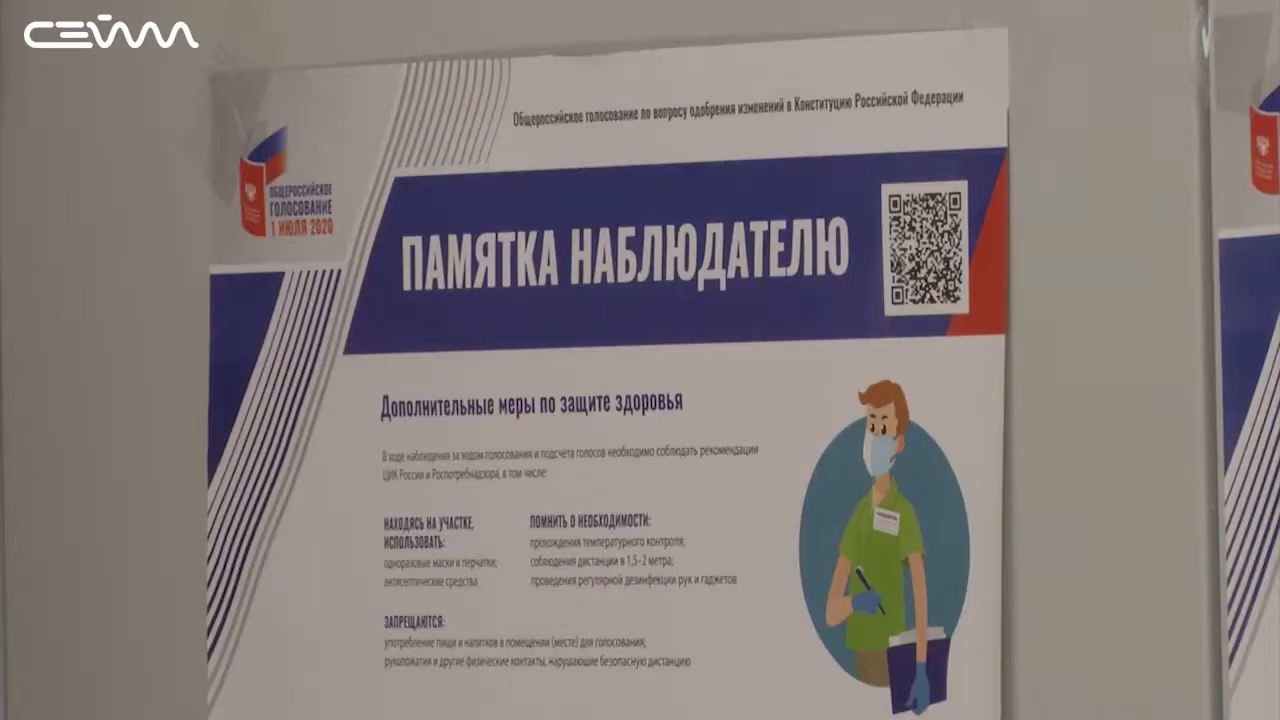 СЕЙМ
Общероссийское голосование по вопросу одобрения изменений в Конституцию Российской Федерации
ОБЩЕРОССИЙСКОЕ
ГОЛОСОВАНИЕ
1 ИЮЛЯ 2020
ПАМЯТКА НАБЛЮДАТЕЛЮ
Дополнительные меры по защите здоровья
В ходе наблюдения за ходом голосования и подсчета голосов необходимо соблюдать рекомендации
ЦИК России и Роспотребнадзора, в том числе:
НАХОДЯСЬ НА УЧАСТКЕ,
ИСПОЛЬЗОВАТЬ:
одноразовые маски и перчатки;
антисептические средства
ПОМНИТЬ О НЕОБХОДИМОСТИ:
прохождения температурного контроля;
соблюдения дистанции в 1,5–2 метра;
проведения регулярной дезинфекции рук и гаджетов
ЗАПРЕЩАЮТСЯ:
употребление пищи и напитков в помещении (месте) для голосования;
рукопожатия и другие физические контакты, нарушающие безопасную дистанцию